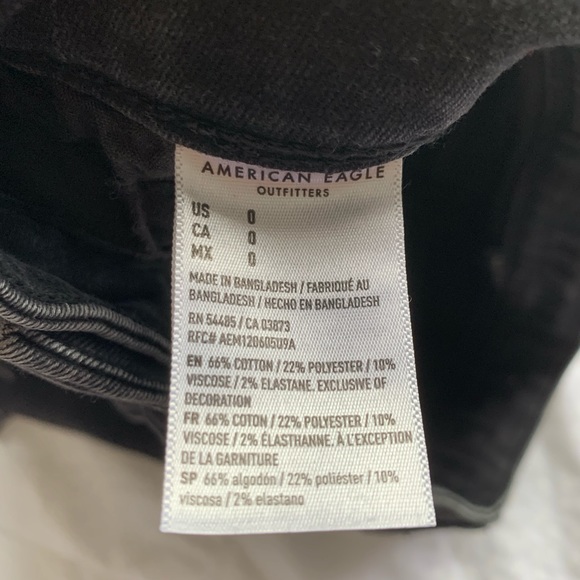 AMERICAN EAGLE
OUTFITTERS
US 0
CA 0
MX 0
MADE IN BANGLADESH / FABRIQUÉ AU
BANGLADESH / HECHO EN BANGLADESH
RN 54485 / CA 03873
RFC# AEM120605U9A
EN 66% COTTON / 22% POLYESTER / 10%
VISCOSE / 2% ELASTANE. EXCLUSIVE OF
DECORATION
FR 66% COTON / 22% POLYESTER / 10%
VISCOSE / 2% ÉLASTHANNE. À L'EXCEPTION
DE LA GARNITURE
SP 66% algodón / 22% poliéster / 10%
viscosa / 2% elastano